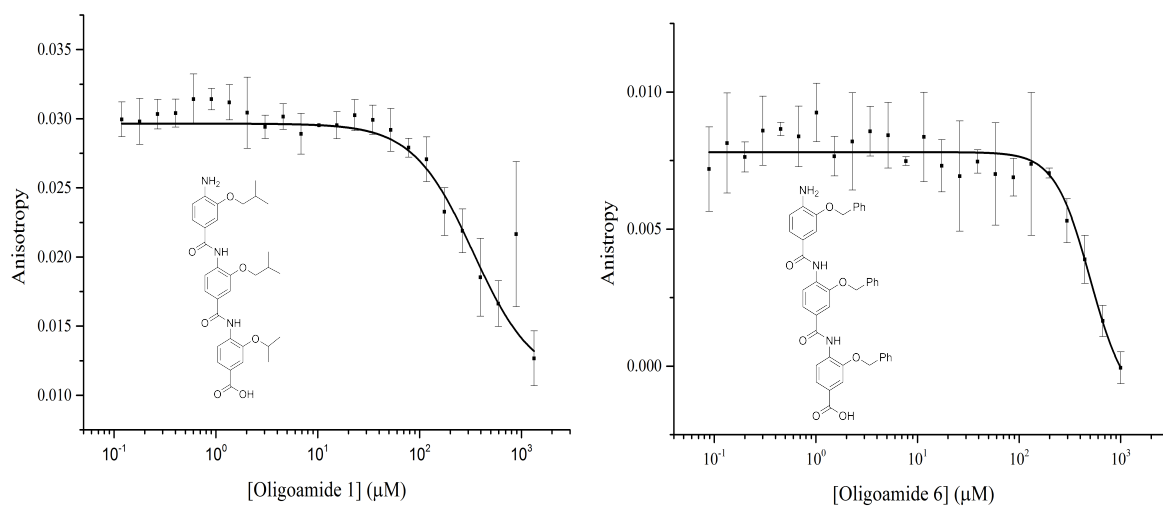 0.035
0.030
0.025
0.020
0.015
0.010
Anisotropy
10-1
100
101
102
103
[Oligoamide 1] (μM)
NH2
O
O
NH
O
O
NH
O
O
OH
0.010
0.005
0.000
Anisotropy
10-1
100
101
102
103
[Oligoamide 6] (μM)
NH2
O
Ph
O
NH
O
Ph
O
NH
O
Ph
O
OH